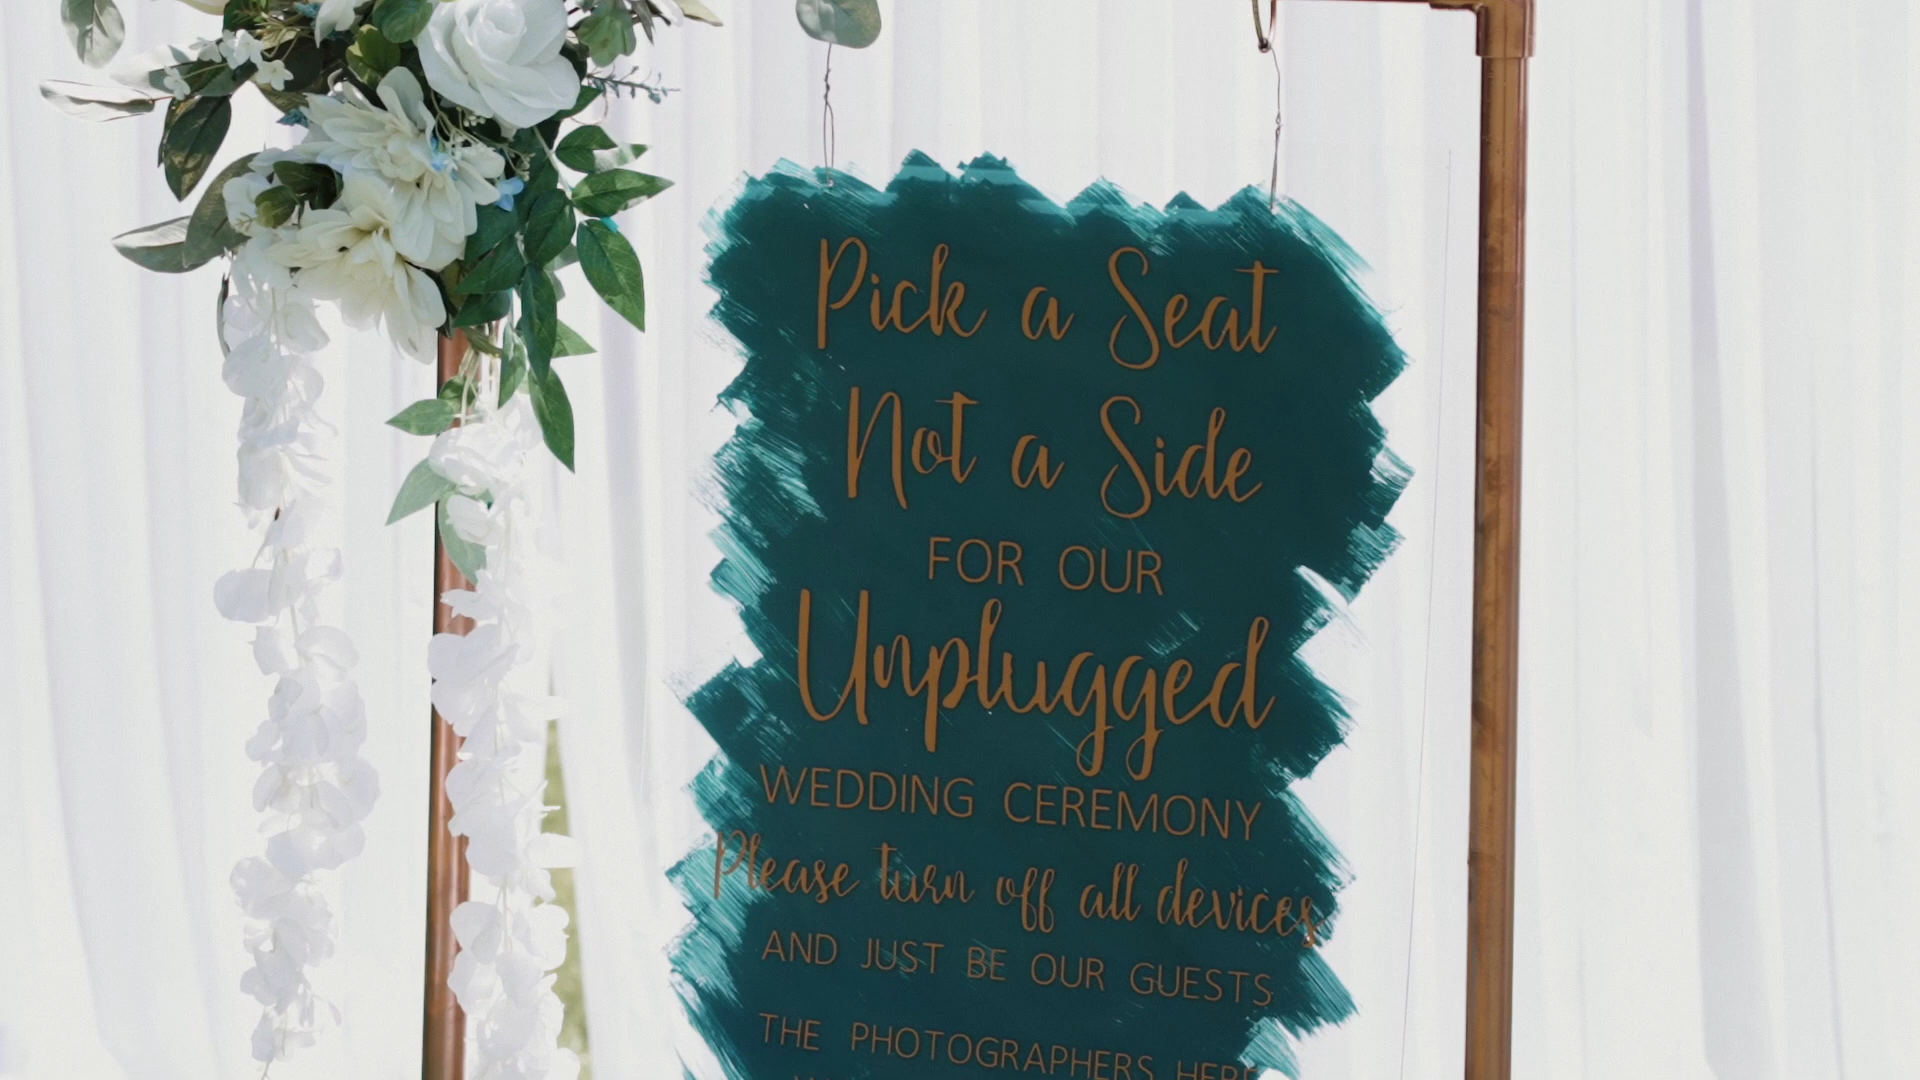 Pick a Seat
Not a Side
FOR OUR
Unplugged
WEDDING CEREMONY
Please turn off all devices
AND JUST BE OUR GUESTS
THE PHOTOGRAPHERS HERE